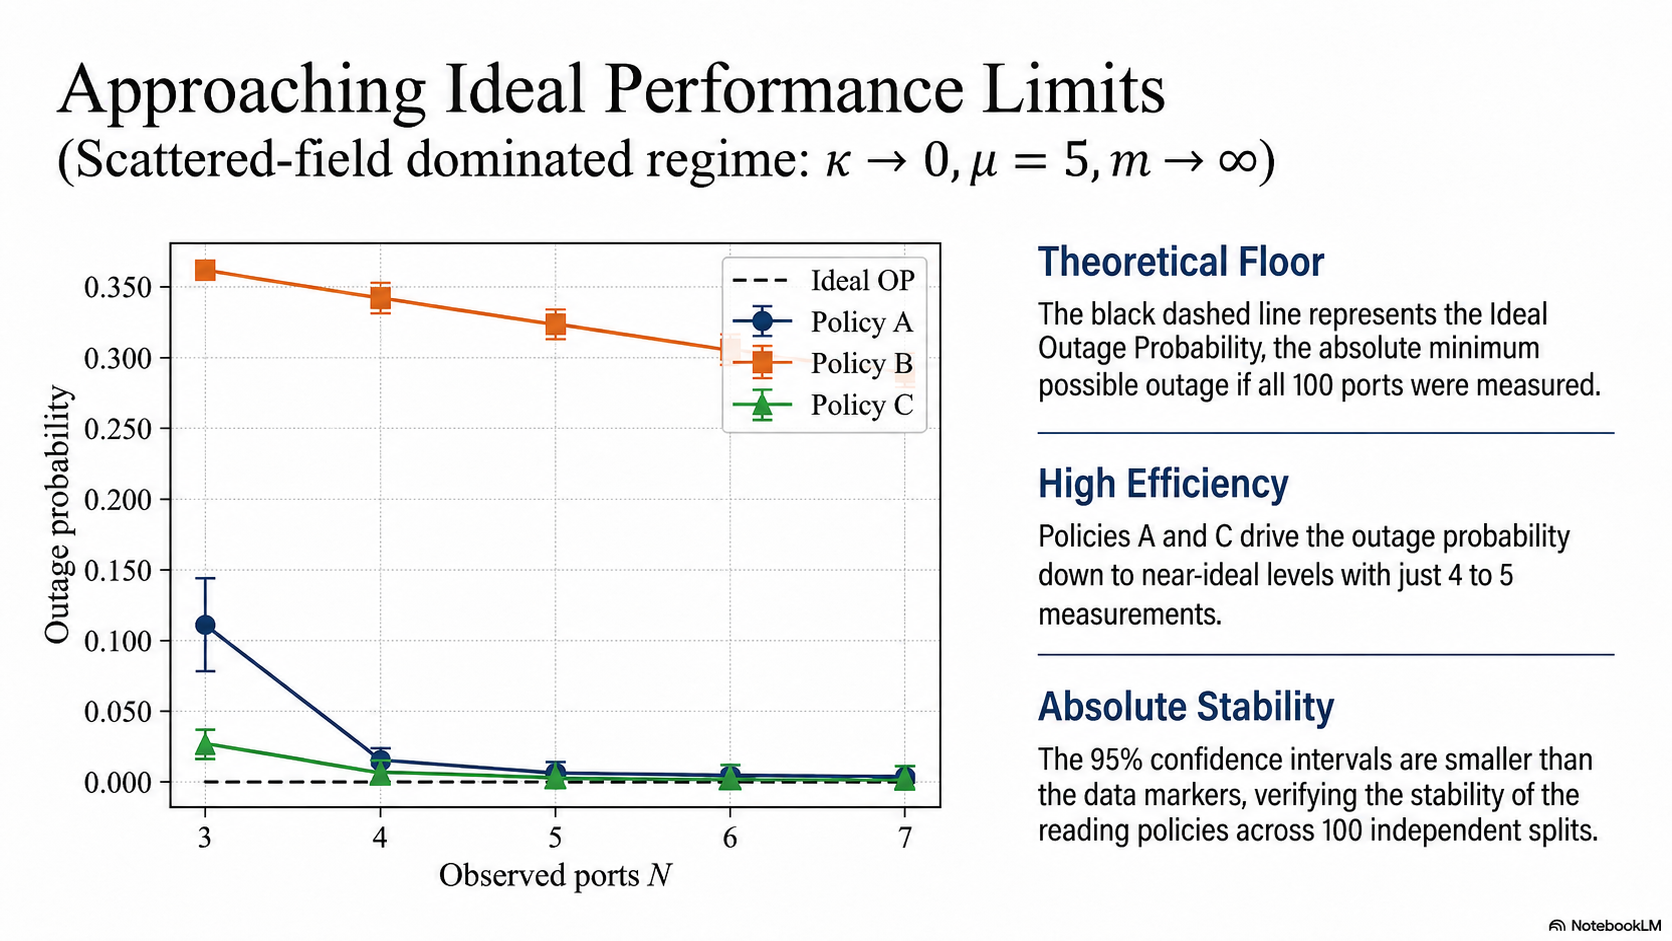 Approaching Ideal Performance Limits
(Scattered-field dominated regime: κ → 0, μ = 5, m → ∞)
Outage probability
0.350
0.300
0.250
0.200
0.150
0.100
0.050
0.000
3 4 5 6 7
Observed ports N
Ideal OP
Policy A
Policy B
Policy C
Theoretical Floor
The black dashed line represents the Ideal
Outage Probability, the absolute minimum
possible outage if all 100 ports were measured.
High Efficiency
Policies A and C drive the outage probability
down to near-ideal levels with just 4 to 5
measurements.
Absolute Stability
The 95% confidence intervals are smaller than
the data markers, verifying the stability of the
reading policies across 100 independent splits.
NotebookLM